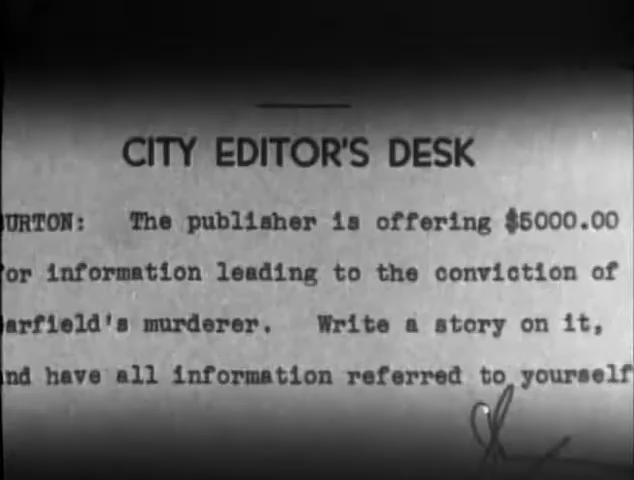 CITY EDITOR'S DESK
URTON: The publisher is offering $5000.00
or information leading to the conviction of
arfield's murderer. Write a story on it,
nd have all information referred to yourself